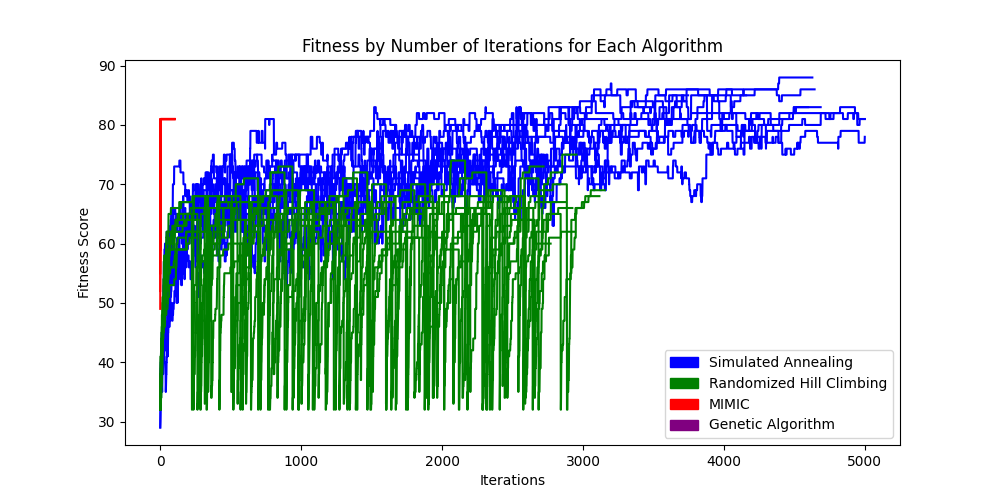 Fitness by Number of Iterations for Each Algorithm
Fitness Score
90
80
70
60
50
40
30
0
1000
2000
3000
4000
5000
Iterations
Simulated Annealing
Randomized Hill Climbing
MIMIC
Genetic Algorithm